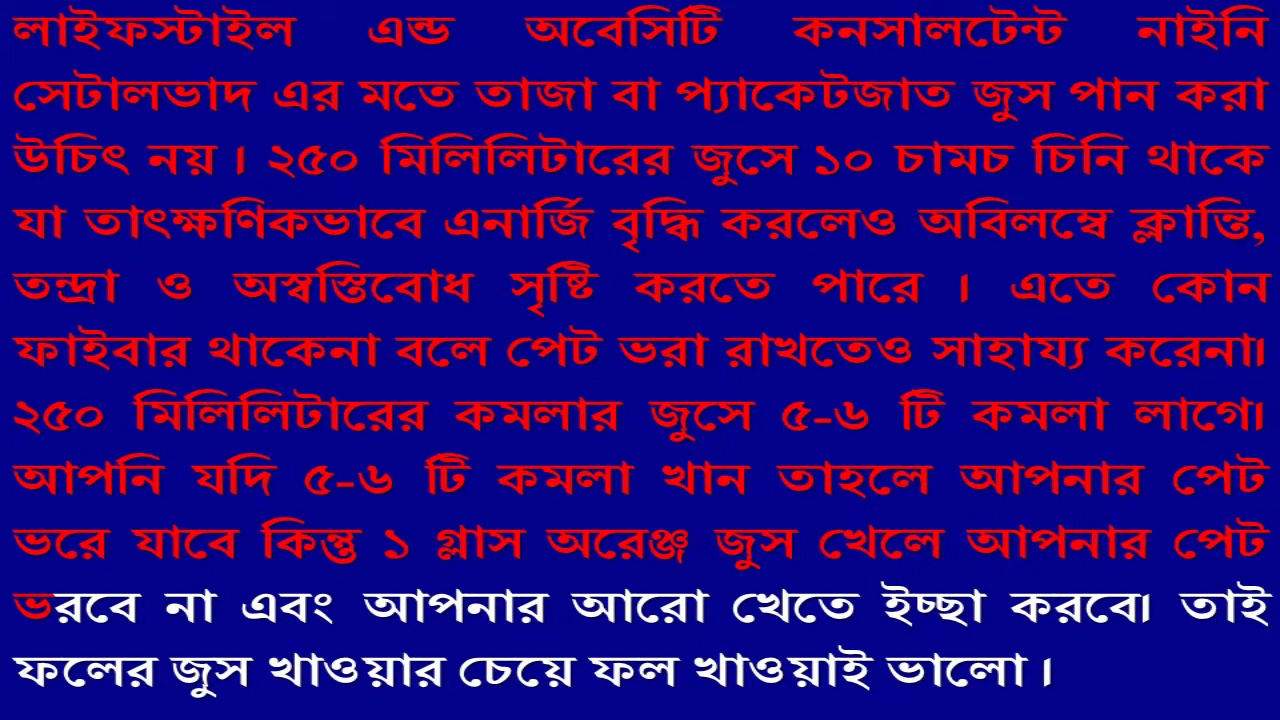 লাইফস্টাইল এন্ড অবেসিটি কনসালটেন্ট নাইনি
সেটালভাদ এর মতে তাজা বা প্যাকেটজাত জুস পান করা
উচিৎ নয় । ২৫০ মিলিলিটারের জুসে ১০ চামচ চিনি থাকে
যা তাৎক্ষণিকভাবে এনার্জি বৃদ্ধি করলেও অবিলম্বে ক্লান্তি,
তন্দ্রা ও অস্বস্তিবোধ সৃষ্টি করতে পারে । এতে কোন
ফাইবার থাকেনা বলে পেট ভরা রাখতেও সাহায্য করেনা।
২৫০ মিলিলিটারের কমলার জুসে ৫-৬ টি কমলা লাগে।
আপনি যদি ৫-৬ টি কমলা খান তাহলে আপনার পেট
ভরে যাবে কিন্তু ১ গ্লাস অরেঞ্জ জুস খেলে আপনার পেট
ভরবে না এবং আপনার আরো খেতে ইচ্ছা করবে। তাই
ফলের জুস খাওয়ার চেয়ে ফল খাওয়াই ভালো ।